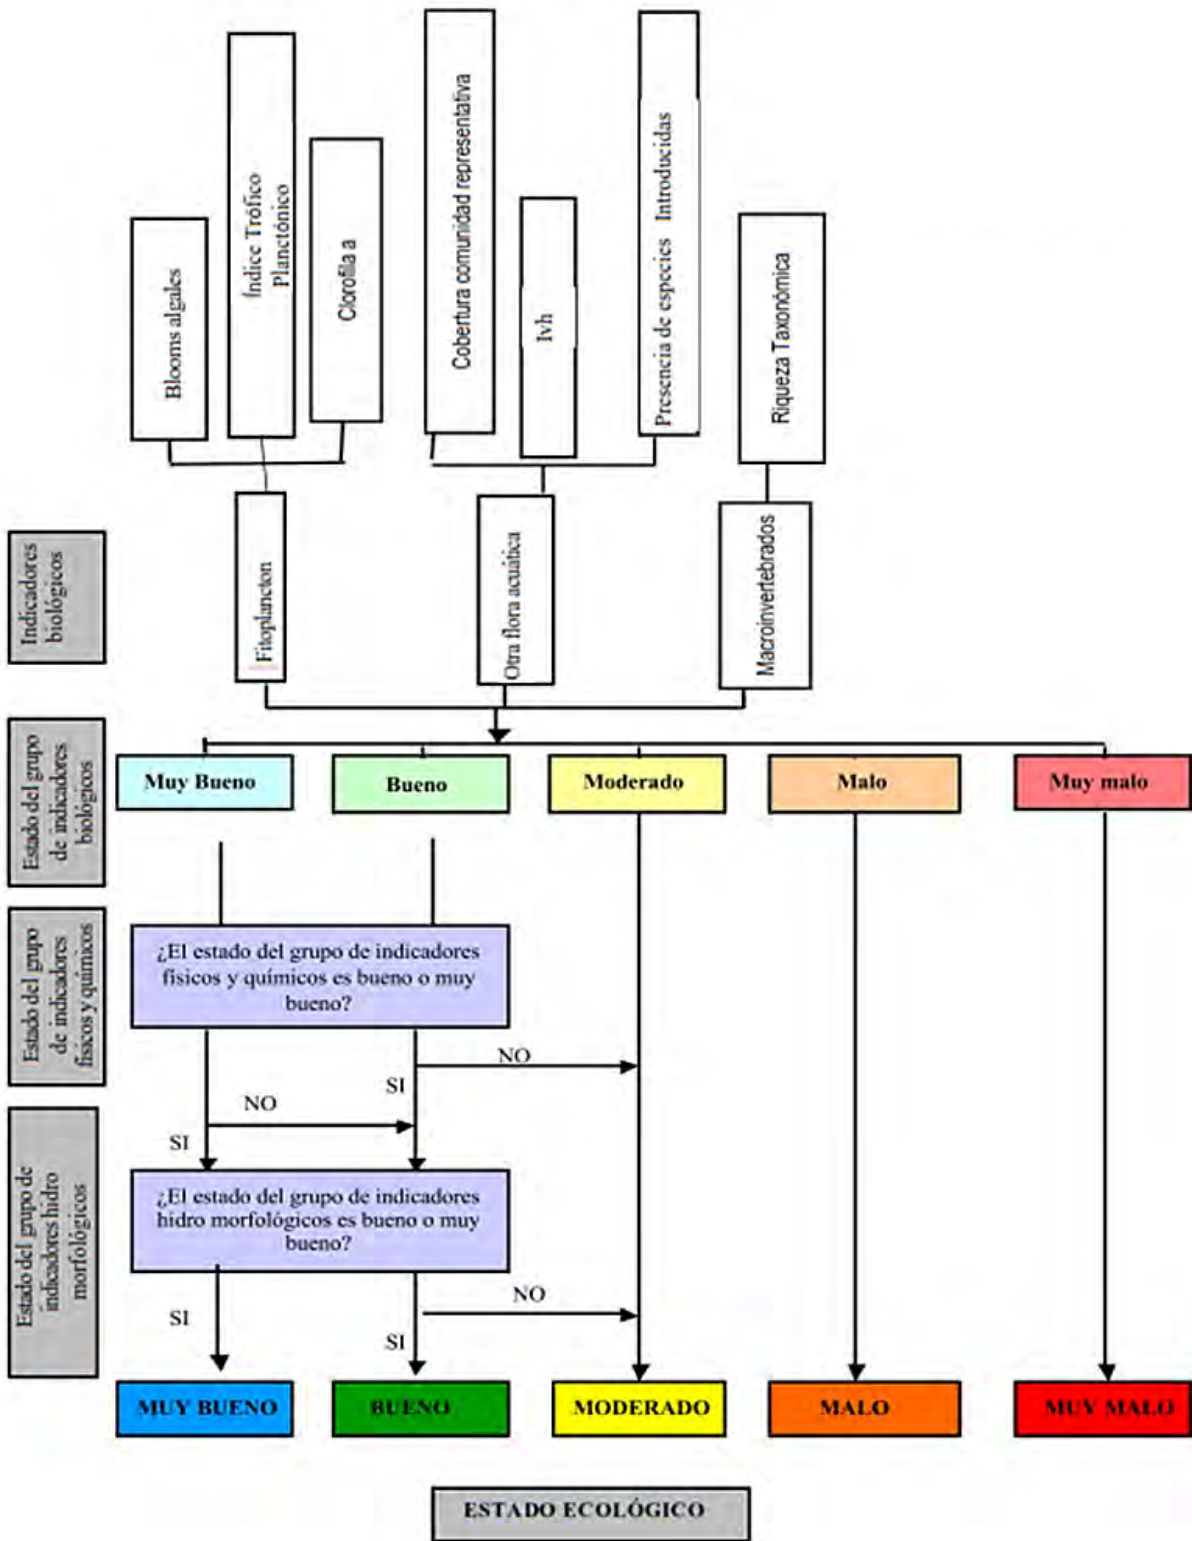 Blooms algales
Índice Trófico
Planctónico
Clorofila a
Cobertura comunidad representativa
Ivh
Presencia de especies Introducidas
Riqueza Taxonómica
Indicadores
biológicos
Fitoplancton
Otra flora acuática
Macroinvertebrados
Estado del grupo
de indicadores
biológicos
Muy Bueno
Bueno
Moderado
Malo
Muy malo
Estado del grupo
de indicadores
físicos y químicos
¿El estado del grupo de indicadores
físicos y químicos es bueno o muy
bueno?
NO
SI
NO
SI
Estado del grupo de
indicadores hidro
morfológicos
¿El estado del grupo de indicadores
hidro morfológicos es bueno o muy
bueno?
NO
SI
SI
MUY BUENO
BUENO
MODERADO
MALO
MUY MALO
ESTADO ECOLÓGICO